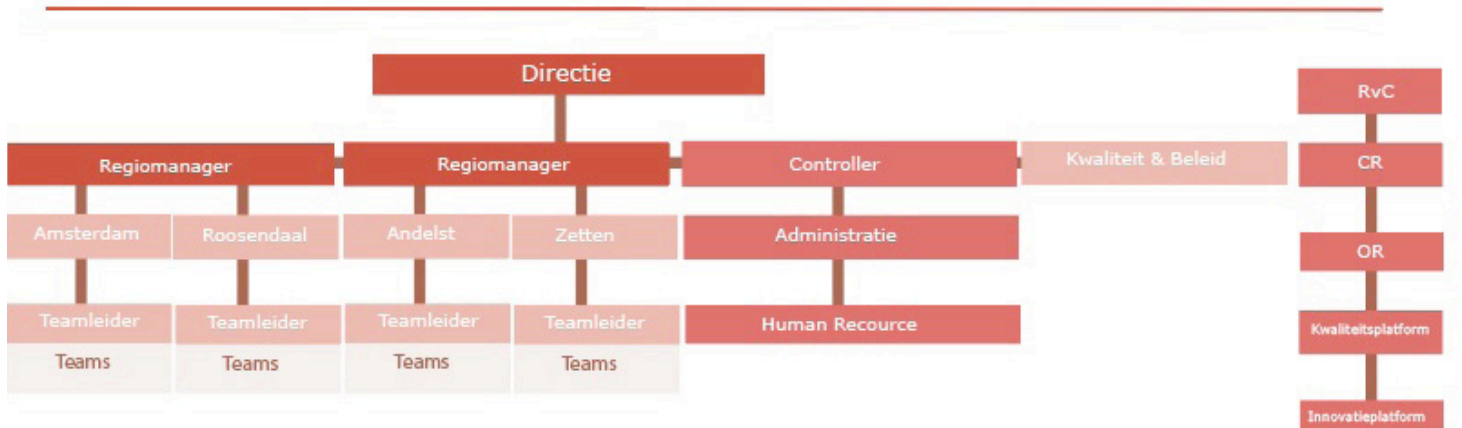 Directie
RvC
Regiomanager
Regiomanager
Controller
Kwaliteit & Beleid
CR
Amsterdam
Roosendaal
Andelst
Zetten
Administratie
OR
Teamleider
Teamleider
Teamleider
Teamleider
Human Recource
Kwaliteitsplatform
Teams
Teams
Teams
Teams
Innovatieplatform